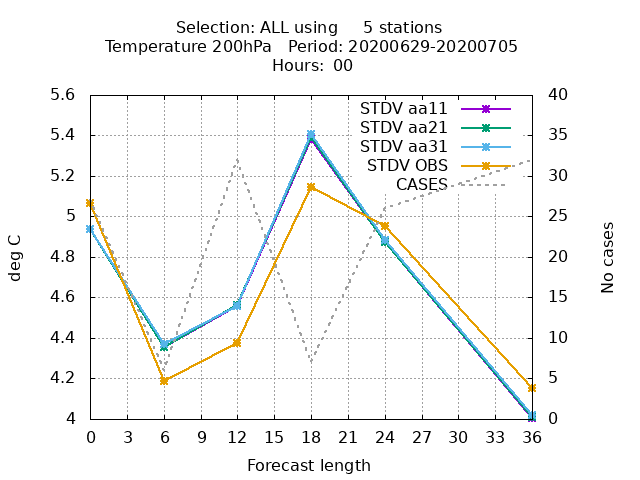 Selection: ALL using     5 stations
Temperature 200hPa   Period: 20200629-20200705
Hours:  00
5.6
5.4
5.2
5
4.8
4.6
4.4
4.2
4
deg C
STDV aa11
STDV aa21
STDV aa31
STDV OBS
CASES
40
35
30
25
20
15
10
5
0
No cases
0 3 6 9 12 15 18 21 24 27 30 33 36
Forecast length